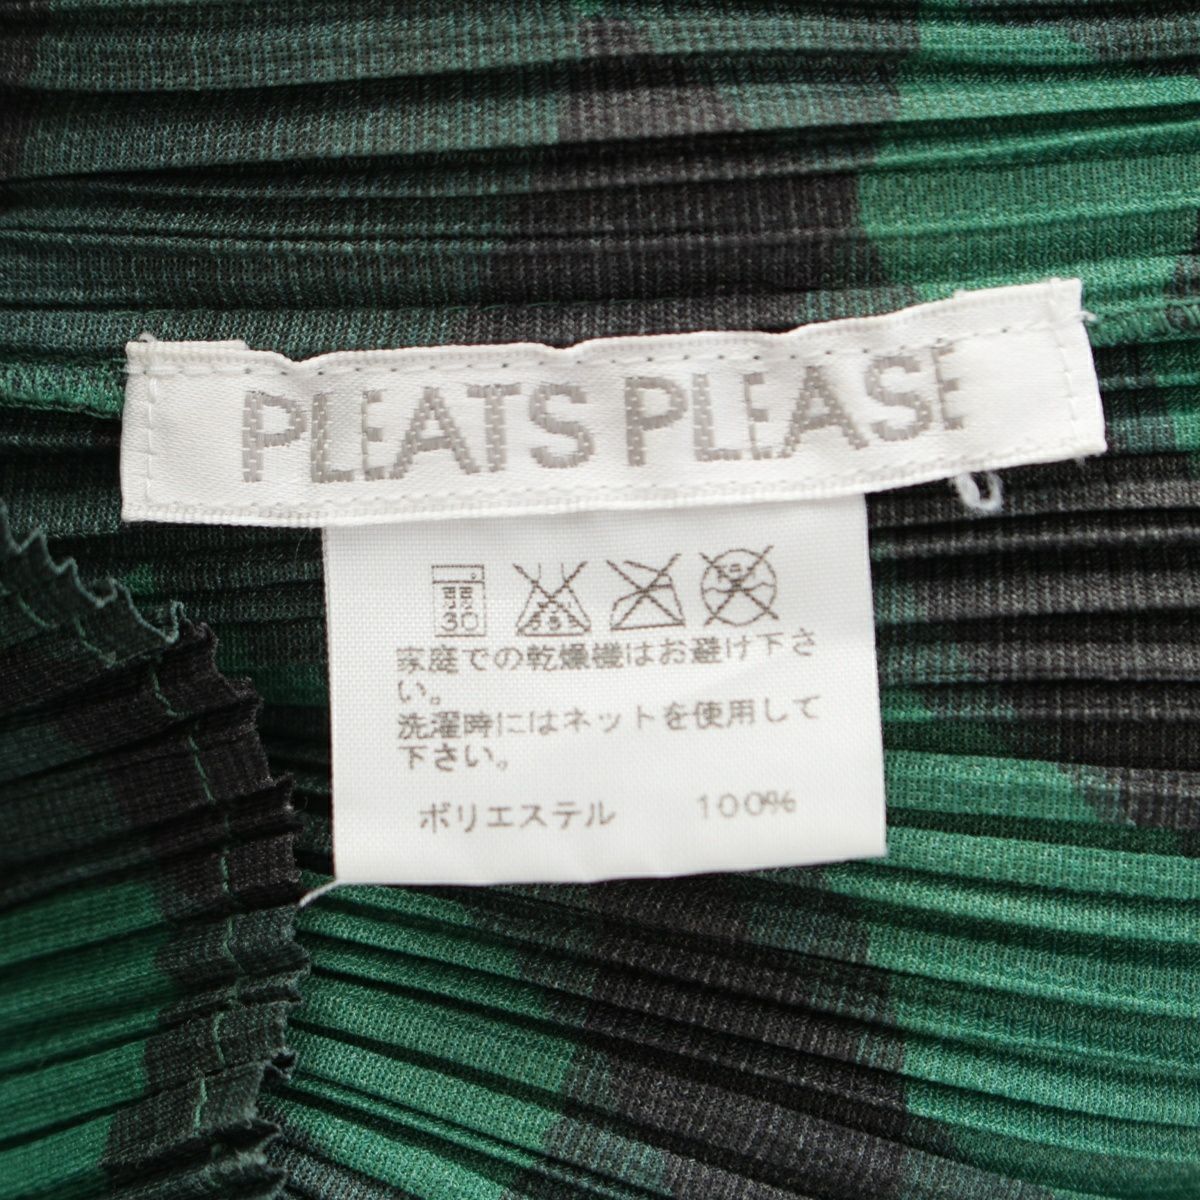 PLEATS PLEASE
弱
30
家庭での乾燥機はお避け下さ
い。
洗濯時にはネットを使用して
下さい。
ポリエステル 100%